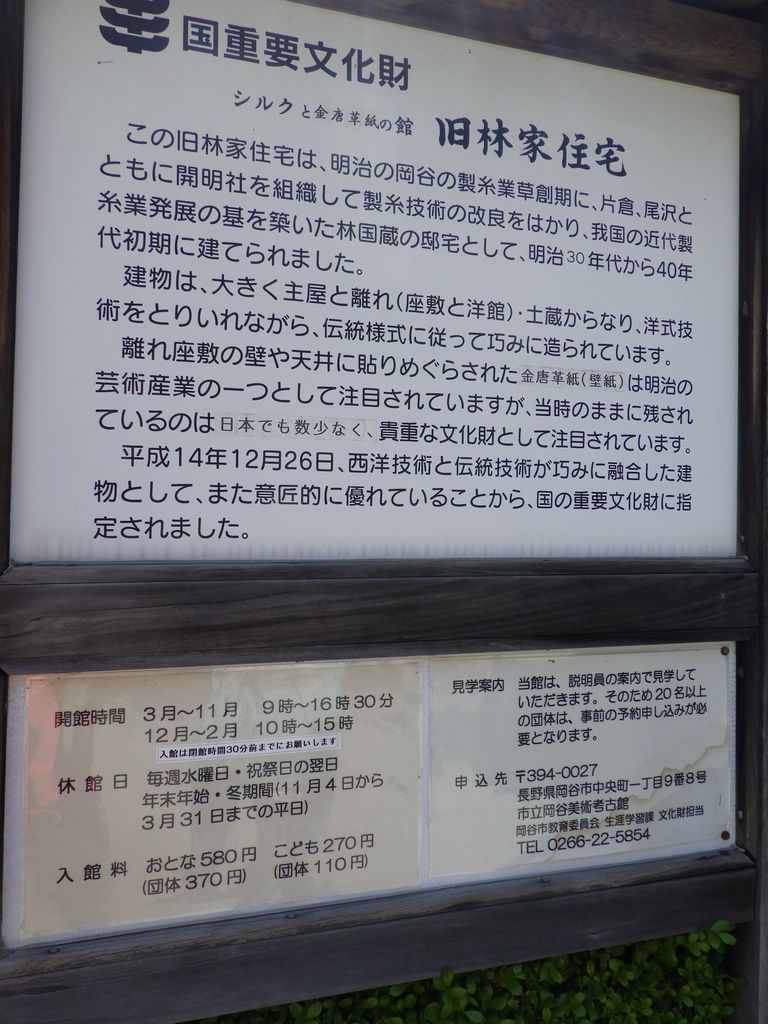 国重要文化財
シルクと金唐革紙の館 旧林家住宅
この旧林家住宅は、明治の岡谷の製糸業草創期に、片倉、尾沢と
ともに開明社を組織して製糸技術の改良をはかり、我国の近代製
糸業発展の基を築いた林国蔵の邸宅として、明治30年代から40年
代初期に建てられました。
建物は、大きく主屋と離れ(座敷と洋館)・土蔵からなり、洋式技
術をとりいれながら、伝統様式に従って巧みに造られています。
離れ座敷の壁や天井に貼りめぐらされた金唐革紙(壁紙)は明治の
芸術産業の一つとして注目されていますが、当時のままに残され
ているのは日本でも数少なく、貴重な文化財として注目されています。
平成14年12月26日、西洋技術と伝統技術が巧みに融合した建
物として、また意匠的に優れていることから、国の重要文化財に指
定されました。
開館時間 3月〜11月 9時〜16時30分
12月〜2月 10時〜15時
入館は閉館時間30分前までにお願いします
休館日 毎週水曜日・祝祭日の翌日
年末年始・冬期間(11月4日から
3月31日までの平日)
入館料 おとな580円 こども270円
(団体370円) (団体110円)
見学案内 当館は、説明員の案内で見学して
いただきます。そのため20名以上
の団体は、事前の予約申し込みが必
要となります。
申込先 〒394-0027
長野県岡谷市中央町一丁目9番8号
市立岡谷美術考古館
岡谷市教育委員会 生涯学習課 文化財担当
TEL 0266-22-5854